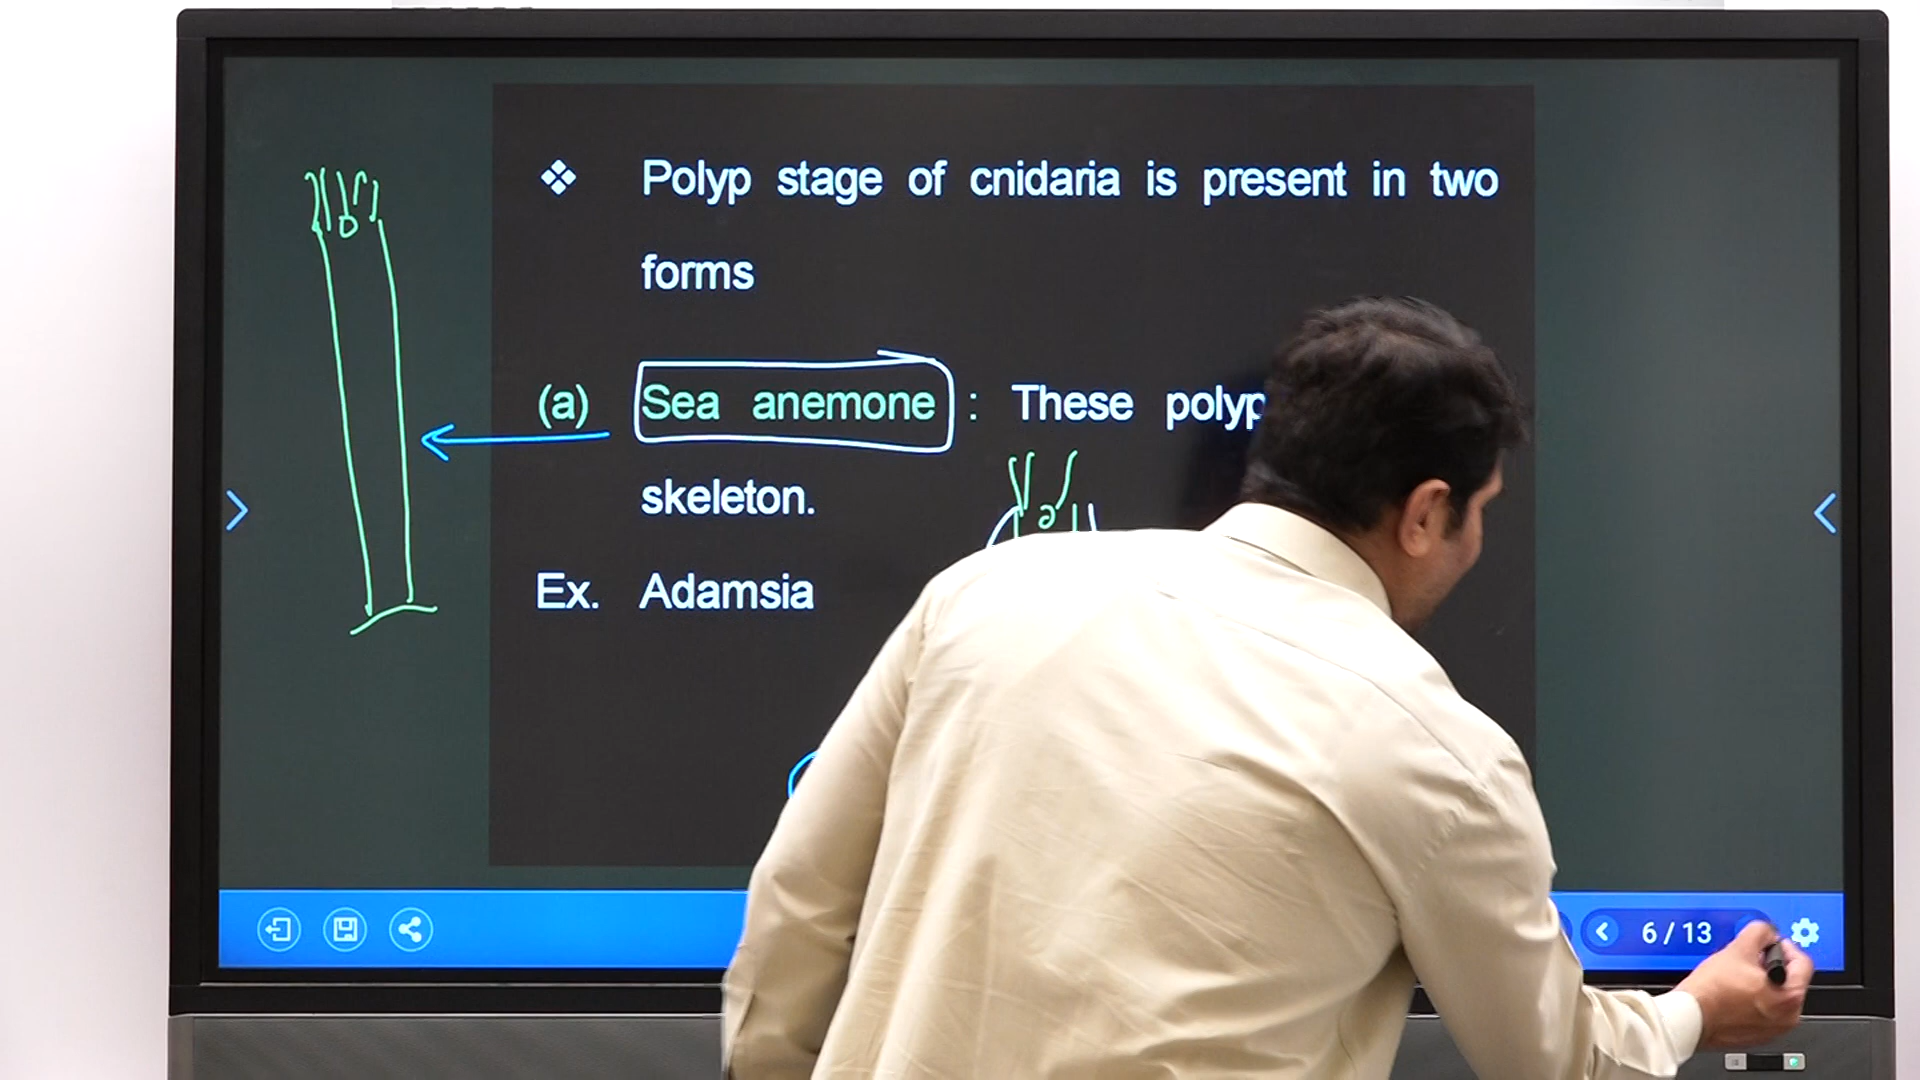 ❖ Polyp stage of cnidaria is present in two
forms
(a) Sea anemone : These polyp
skeleton.
Ex. Adamsia
6 / 13